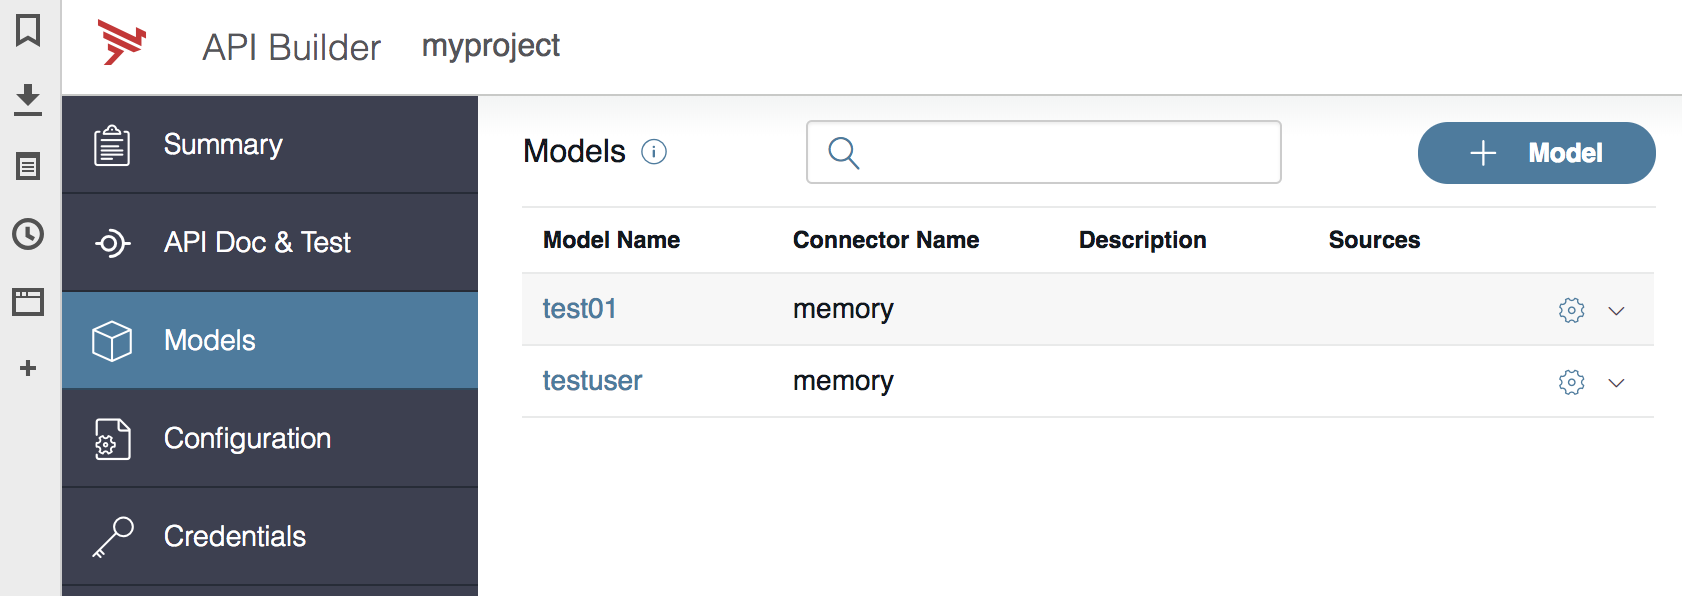 API Builder myproject
Summary
API Doc & Test
Models
Configuration
Credentials
Models
+ Model
Model Name Connector Name Description Sources
test01 memory
testuser memory